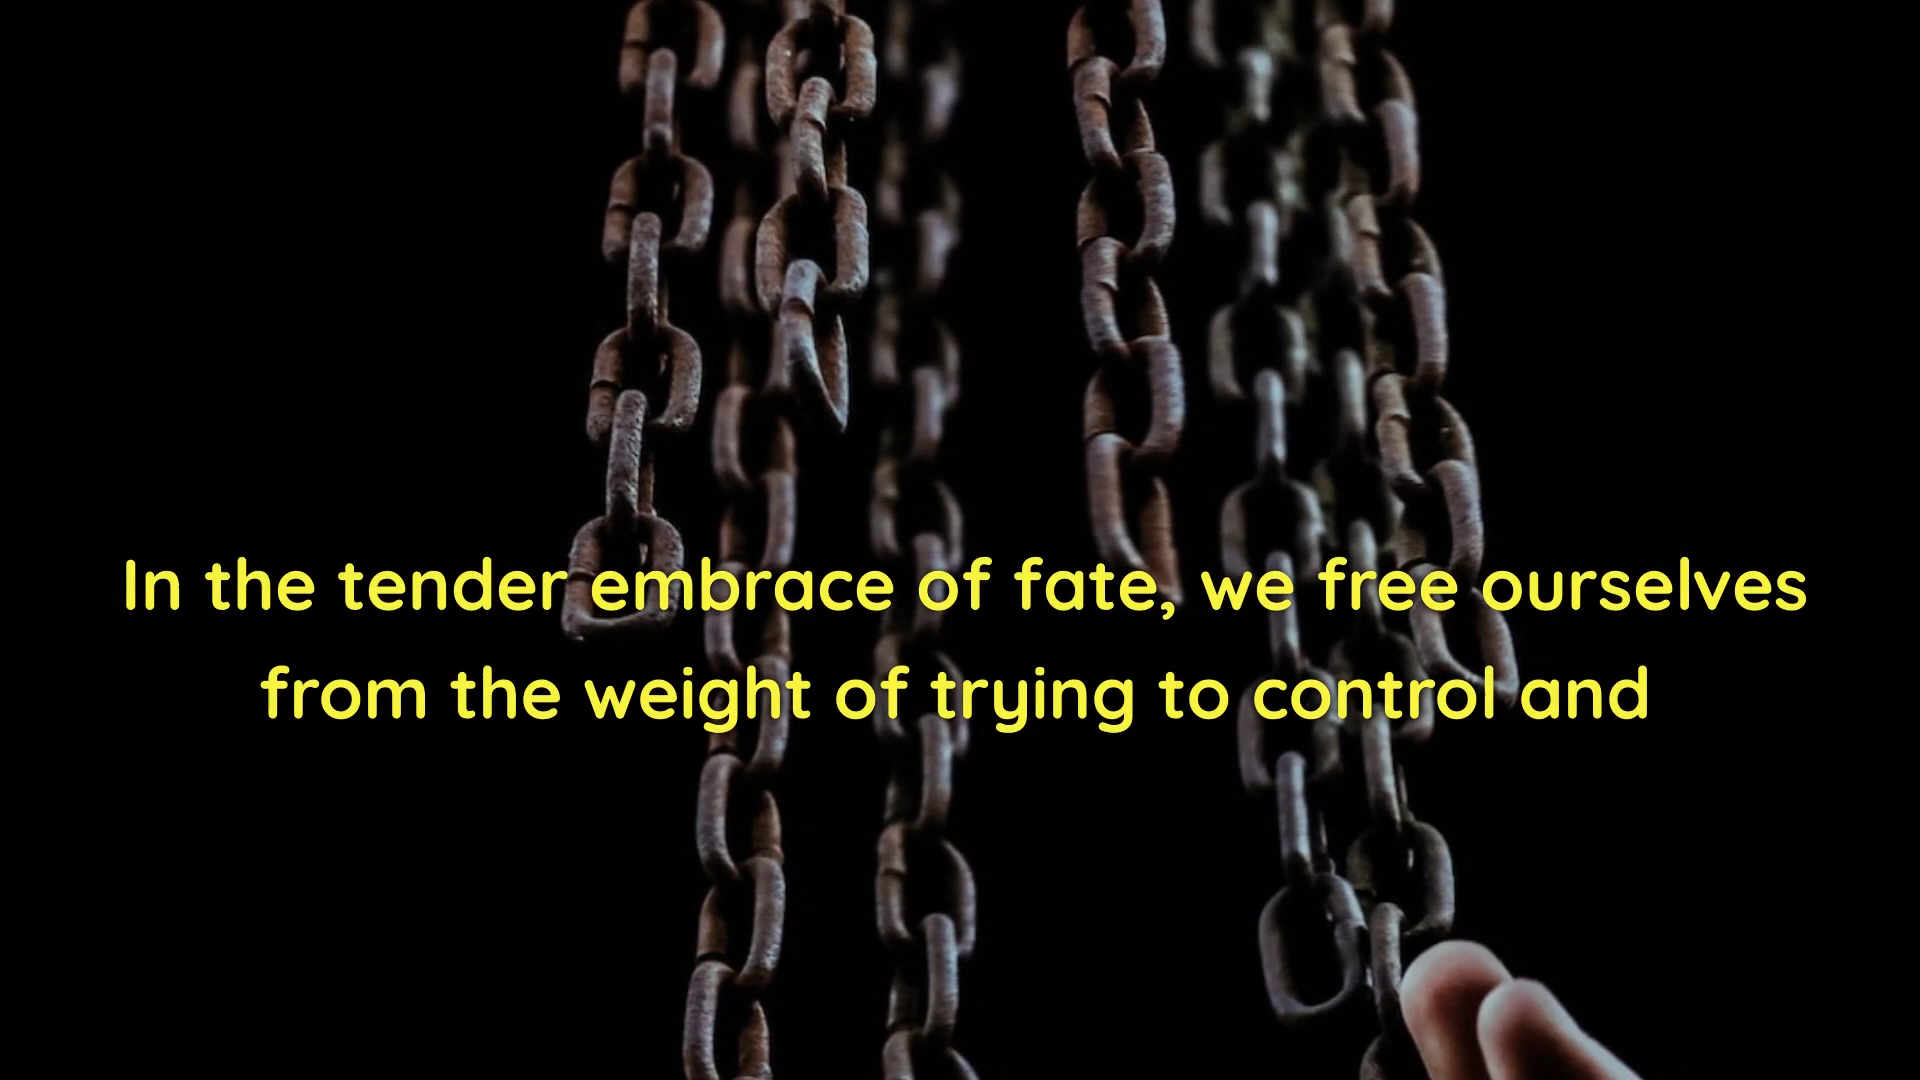 In the tender embrace of fate, we free ourselves
from the weight of trying to control and